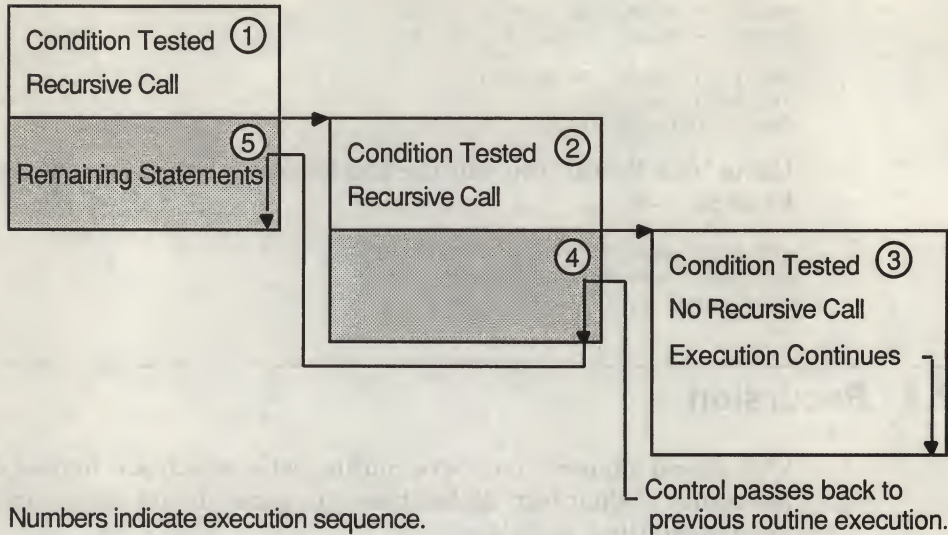 Condition Tested ①
Recursive Call
⑤
Remaining Statements
Condition Tested ②
Recursive Call
④
Condition Tested ③
No Recursive Call
Execution Continues
Control passes back to
previous routine execution.
Numbers indicate execution sequence.